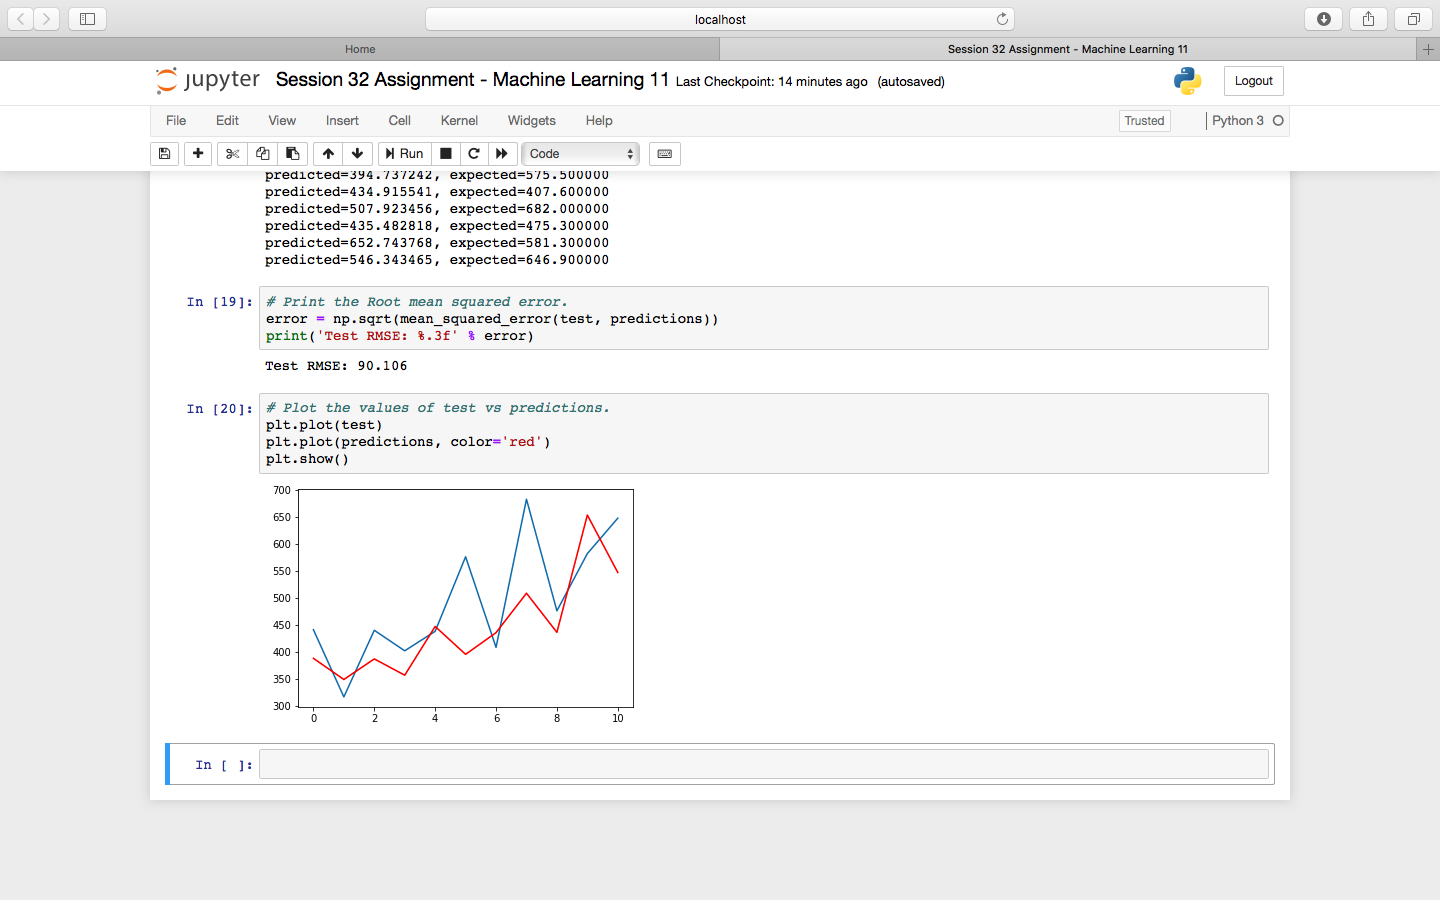 localhost
Home
Session 32 Assignment - Machine Learning 11
jupyter Session 32 Assignment - Machine Learning 11 Last Checkpoint: 14 minutes ago (autosaved)
Logout
File Edit View Insert Cell Kernel Widgets Help
Trusted
Python 3
Run
Code
predicted=394.737242, expected=575.500000
predicted=434.915541, expected=407.600000
predicted=507.923456, expected=682.000000
predicted=435.482818, expected=475.300000
predicted=652.743768, expected=581.300000
predicted=546.343465, expected=646.900000
In [19]:
# Print the Root mean squared error.
error = np.sqrt(mean_squared_error(test, predictions))
print('Test RMSE: %.3f' % error)
Test RMSE: 90.106
In [20]:
# Plot the values of test vs predictions.
plt.plot(test)
plt.plot(predictions, color='red')
plt.show()
700
650
600
550
500
450
400
350
300
0 2 4 6 8 10
In [ ]: